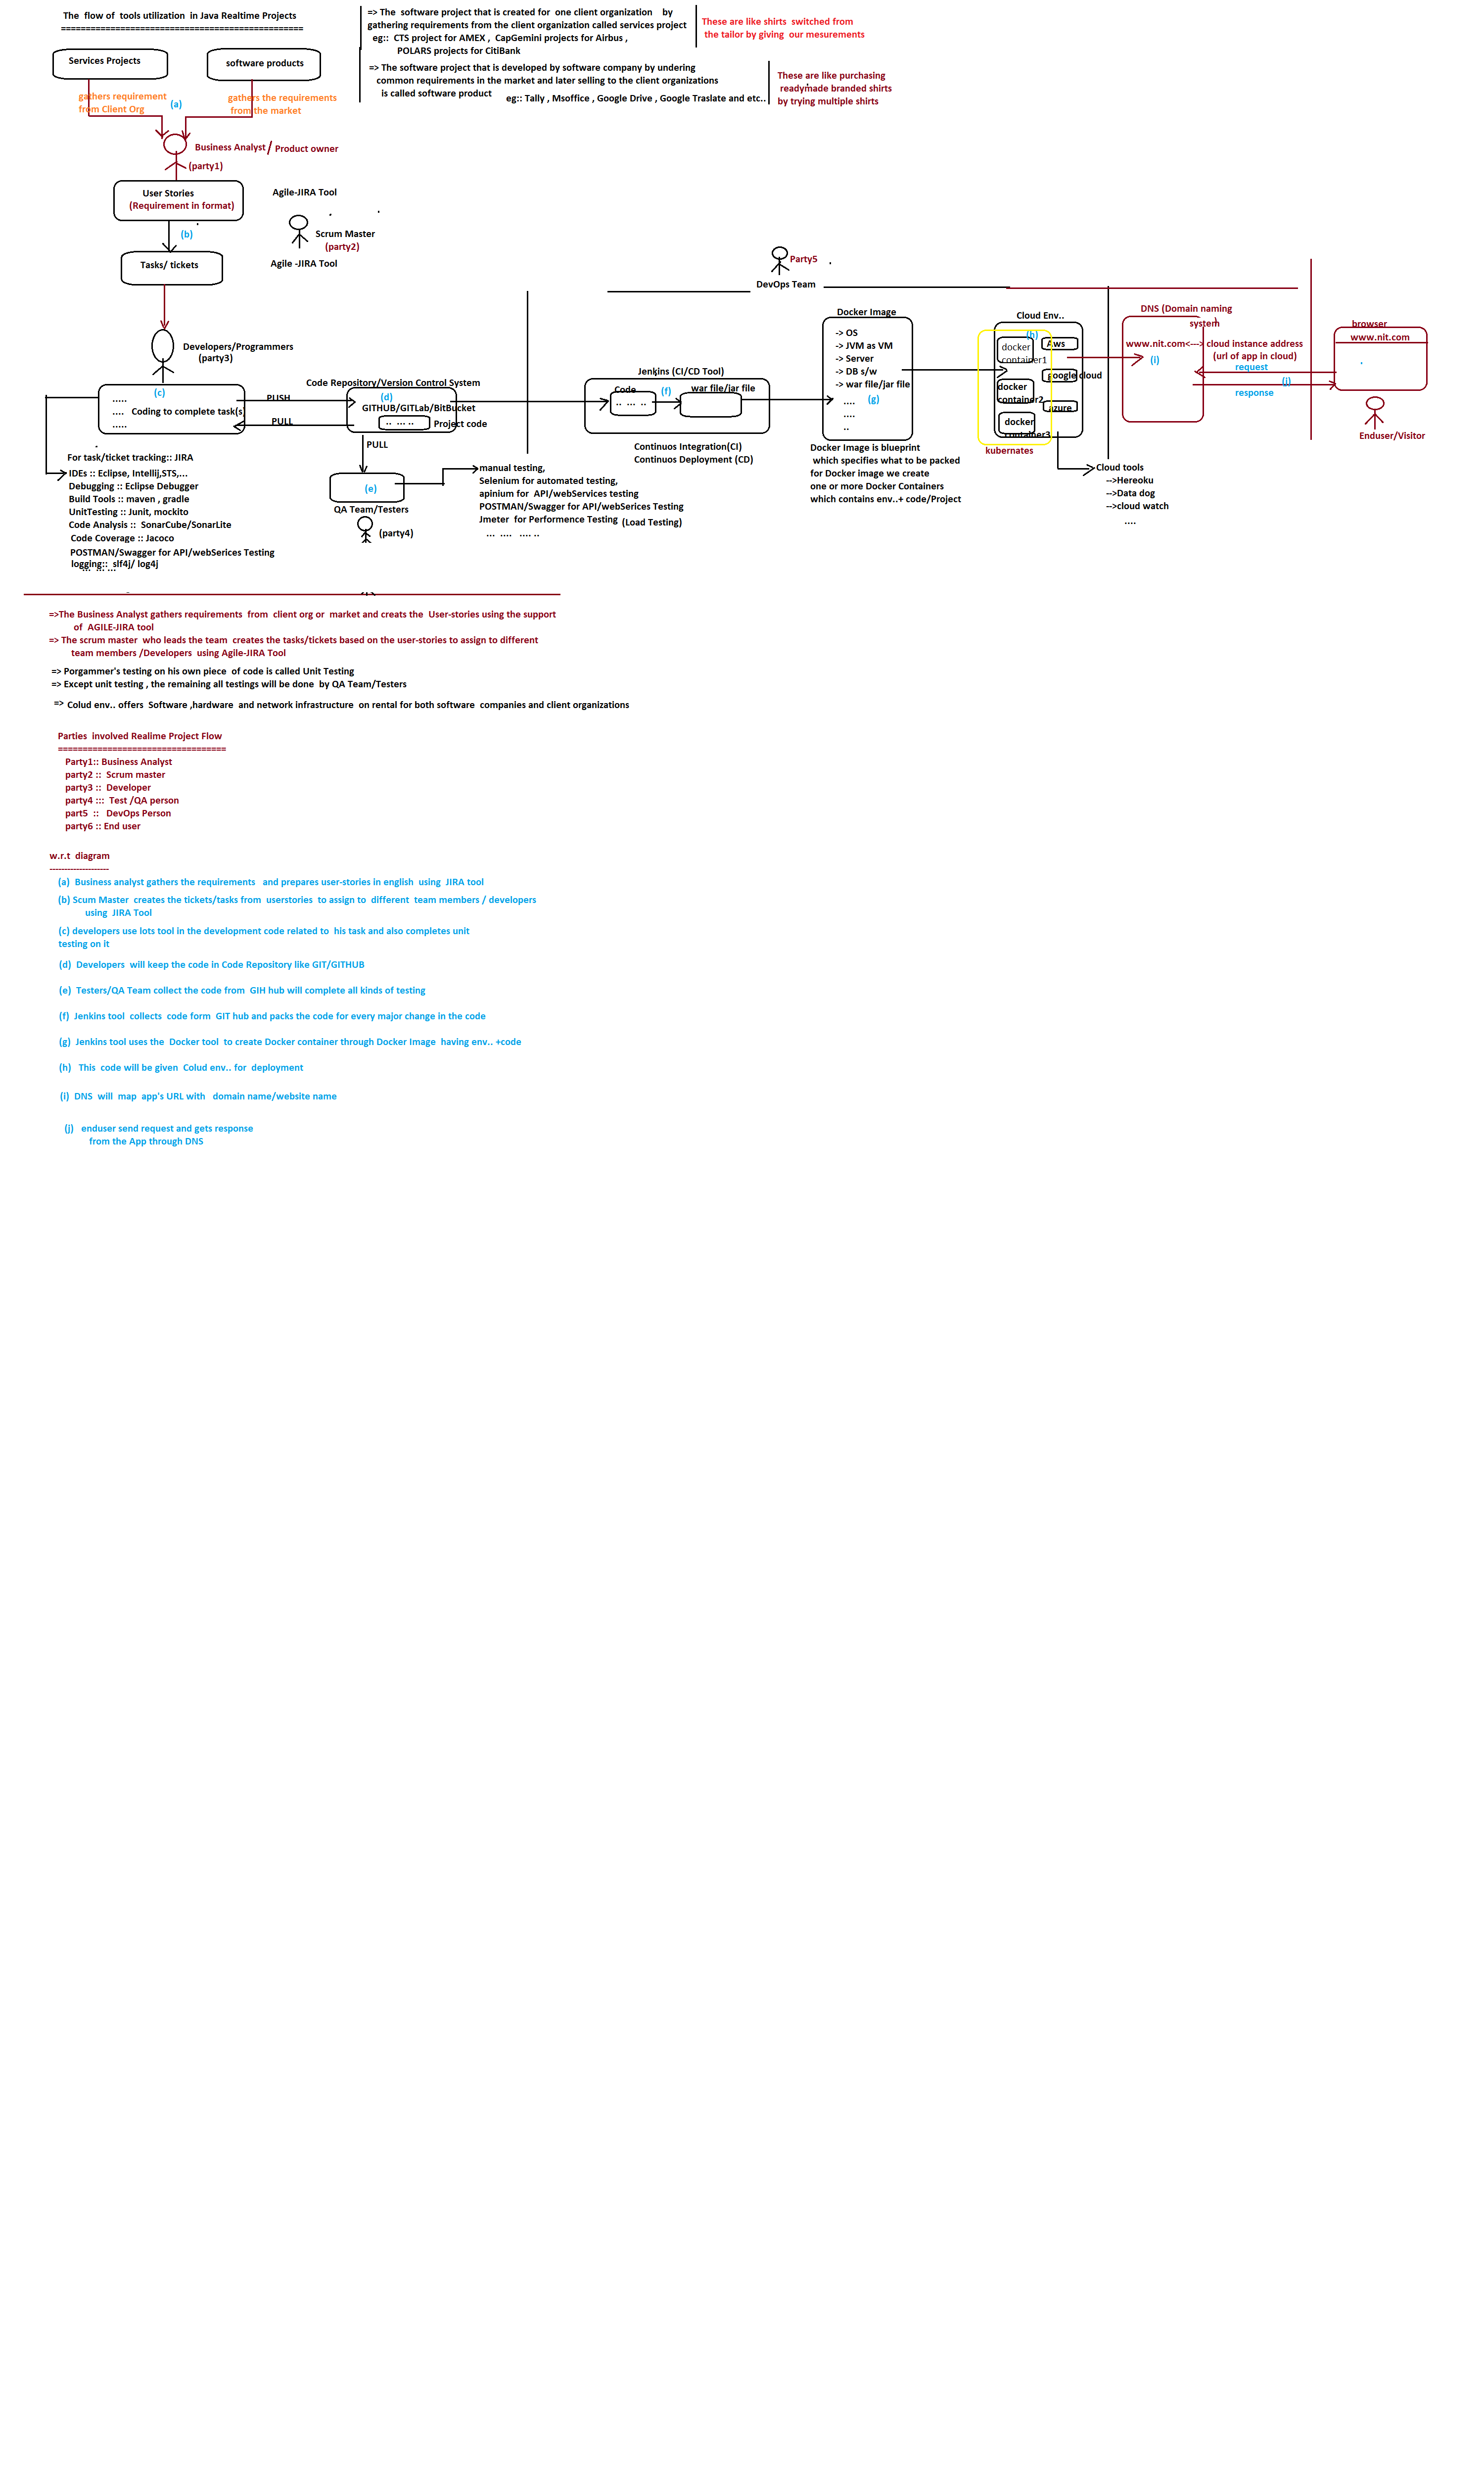 The flow of tools utilization in Java Realtime Projects
=================================================
Services Projects
software products
gathers requirement
from Client Org
(a)
gathers the requirements
from the market
=> The software project that is created for one client organization by
gathering requirements from the client organization called services project
eg:: CTS project for AMEX , CapGemini projects for Airbus ,
POLARS projects for CitiBank
These are like shirts switched from
the tailor by giving our mesurements
=> The software project that is developed by software company by undering
common requirements in the market and later selling to the client organizations
is called software product
eg:: Tally , Msoffice , Google Drive , Google Traslate and etc..
These are like purchasing
readymade branded shirts
by trying multiple shirts
Business Analyst / Product owner
(party1)
User Stories
(Requirement in format)
Agile-JIRA Tool
(b)
Scrum Master
(party2)
Tasks/ tickets
Agile -JIRA Tool
Party5
DevOps Team
Developers/Programmers
(party3)
(c)
.....
.... Coding to complete task(s)
.....
PUSH
PULL
Code Repository/Version Control System
(d)
GITHUB/GITLab/BitBucket
.. ... ..
Project code
PULL
(e)
QA Team/Testers
(party4)
Jenkins (CI/CD Tool)
Code
.. ... ..
(f)
war file/jar file
Continuos Integration(CI)
Continuos Deployment (CD)
Docker Image
-> OS
-> JVM as VM
-> Server
-> DB s/w
-> war file/jar file
.... (g)
....
..
Docker Image is blueprint
which specifies what to be packed
for Docker image we create
one or more Docker Containers
which contains env..+ code/Project
Cloud Env..
(h)
docker
container1
Aws
google cloud
docker
container2
azure
docker
container3
kubernates
Cloud tools
-->Hereoku
-->Data dog
-->cloud watch
....
DNS (Domain naming
system )
www.nit.com<---> cloud instance address
(url of app in cloud)
(i)
request
(j)
response
browser
www.nit.com
Enduser/Visitor
For task/ticket tracking:: JIRA
IDEs :: Eclipse, Intellij,STS,...
Debugging :: Eclipse Debugger
Build Tools :: maven , gradle
UnitTesting :: Junit, mockito
Code Analysis :: SonarCube/SonarLite
Code Coverage :: Jacoco
POSTMAN/Swagger for API/webSerices Testing
logging:: slf4j/ log4j
... ... ...
manual testing,
Selenium for automated testing,
apinium for API/webServices testing
POSTMAN/Swagger for API/webSerices Testing
Jmeter for Performence Testing (Load Testing)
... .... .... ..
=>The Business Analyst gathers requirements from client org or market and creats the User-stories using the support
of AGILE-JIRA tool
=> The scrum master who leads the team creates the tasks/tickets based on the user-stories to assign to different
team members /Developers using Agile-JIRA Tool
=> Porgammer's testing on his own piece of code is called Unit Testing
=> Except unit testing , the remaining all testings will be done by QA Team/Testers
=> Colud env.. offers Software ,hardware and network infrastructure on rental for both software companies and client organizations
Parties involved Realime Project Flow
==================================
Party1:: Business Analyst
party2 :: Scrum master
party3 :: Developer
party4 ::: Test /QA person
part5 :: DevOps Person
party6 :: End user
w.r.t diagram
--------------------
(a) Business analyst gathers the requirements and prepares user-stories in english using JIRA tool
(b) Scum Master creates the tickets/tasks from userstories to assign to different team members / developers
using JIRA Tool
(c) developers use lots tool in the development code related to his task and also completes unit
testing on it
(d) Developers will keep the code in Code Repository like GIT/GITHUB
(e) Testers/QA Team collect the code from GIH hub will complete all kinds of testing
(f) Jenkins tool collects code form GIT hub and packs the code for every major change in the code
(g) Jenkins tool uses the Docker tool to create Docker container through Docker Image having env.. +code
(h) This code will be given Colud env.. for deployment
(i) DNS will map app's URL with domain name/website name
(j) enduser send request and gets response
from the App through DNS